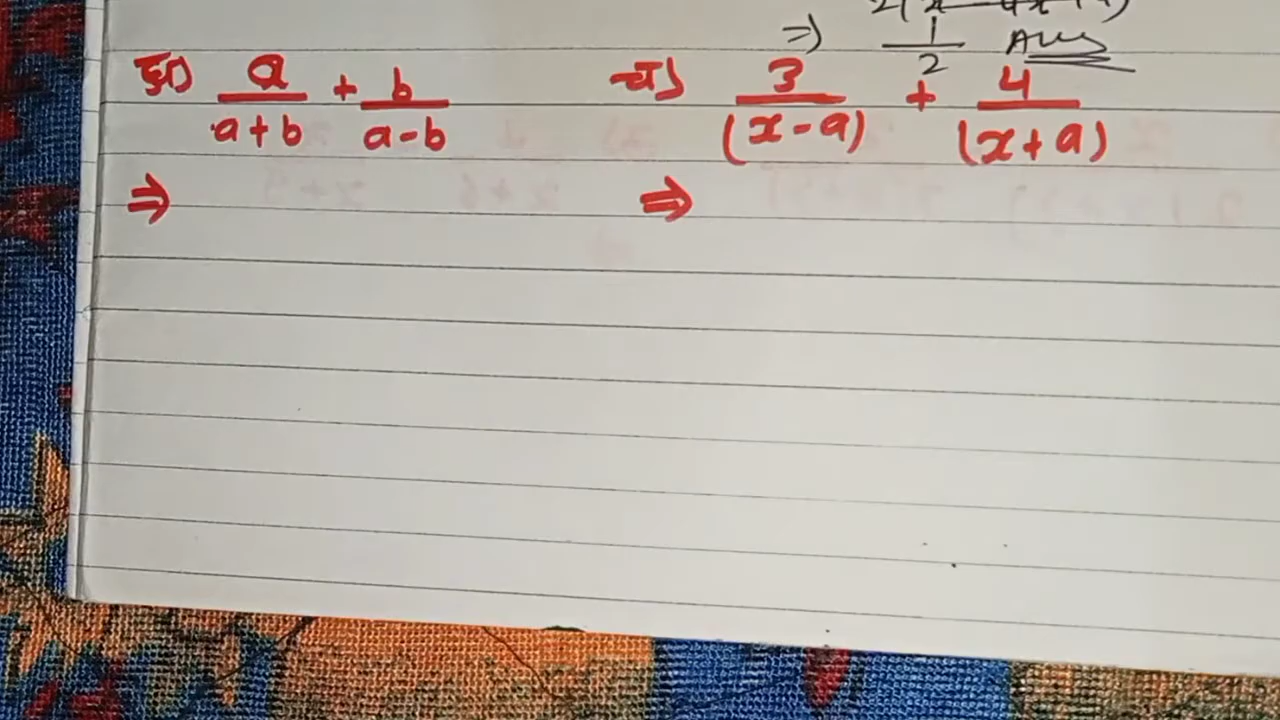 ⇒ 1/2 Ans
ङ) a/(a+b) + b/(a-b)
च) 3/(x-a) + 4/(x+a)
⇒
⇒